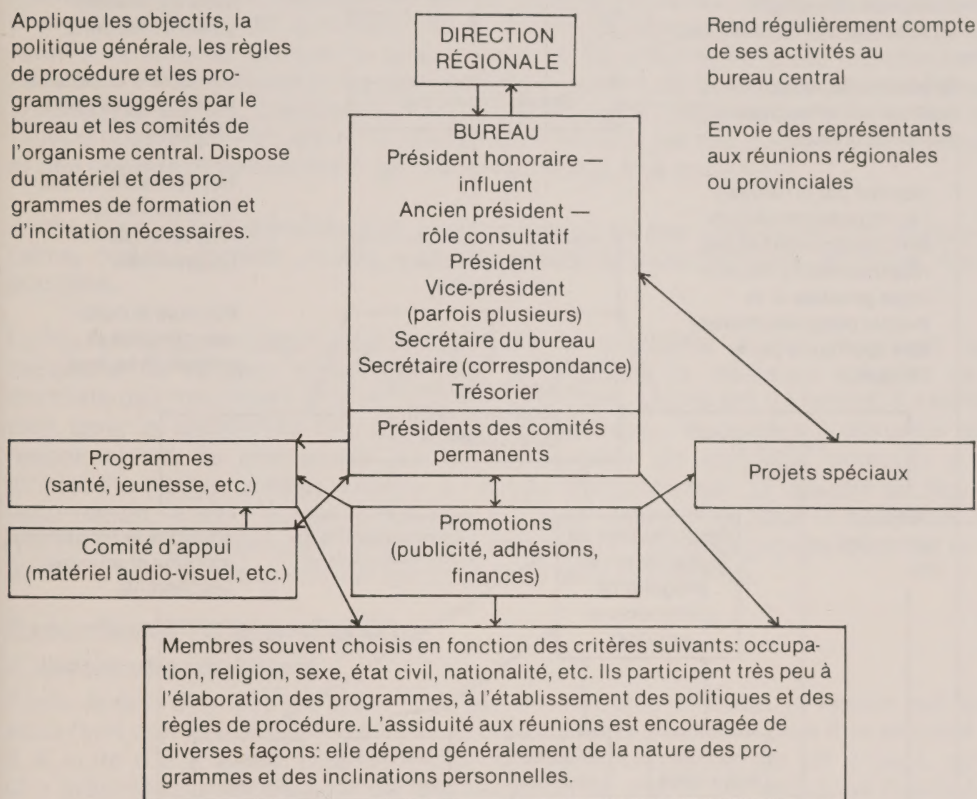 Applique les objectifs, la
politique générale, les règles
de procédure et les pro-
grammes suggérés par le
bureau et les comités de
l'organisme central. Dispose
du matériel et des pro-
grammes de formation et
d'incitation nécessaires.
DIRECTION
RÉGIONALE
Rend régulièrement compte
de ses activités au
bureau central
Envoie des représentants
aux réunions régionales
ou provinciales
BUREAU
Président honoraire —
influent
Ancien président —
rôle consultatif
Président
Vice-président
(parfois plusieurs)
Secrétaire du bureau
Secrétaire (correspondance)
Trésorier
Présidents des comités
permanents
Programmes
(santé, jeunesse, etc.)
Projets spéciaux
Comité d'appui
(matériel audio-visuel, etc.)
Promotions
(publicité, adhésions,
finances)
Membres souvent choisis en fonction des critères suivants: occupa-
tion, religion, sexe, état civil, nationalité, etc. Ils participent très peu à
l'élaboration des programmes, à l'établissement des politiques et des
règles de procédure. L'assiduité aux réunions est encouragée de
diverses façons: elle dépend généralement de la nature des pro-
grammes et des inclinations personnelles.